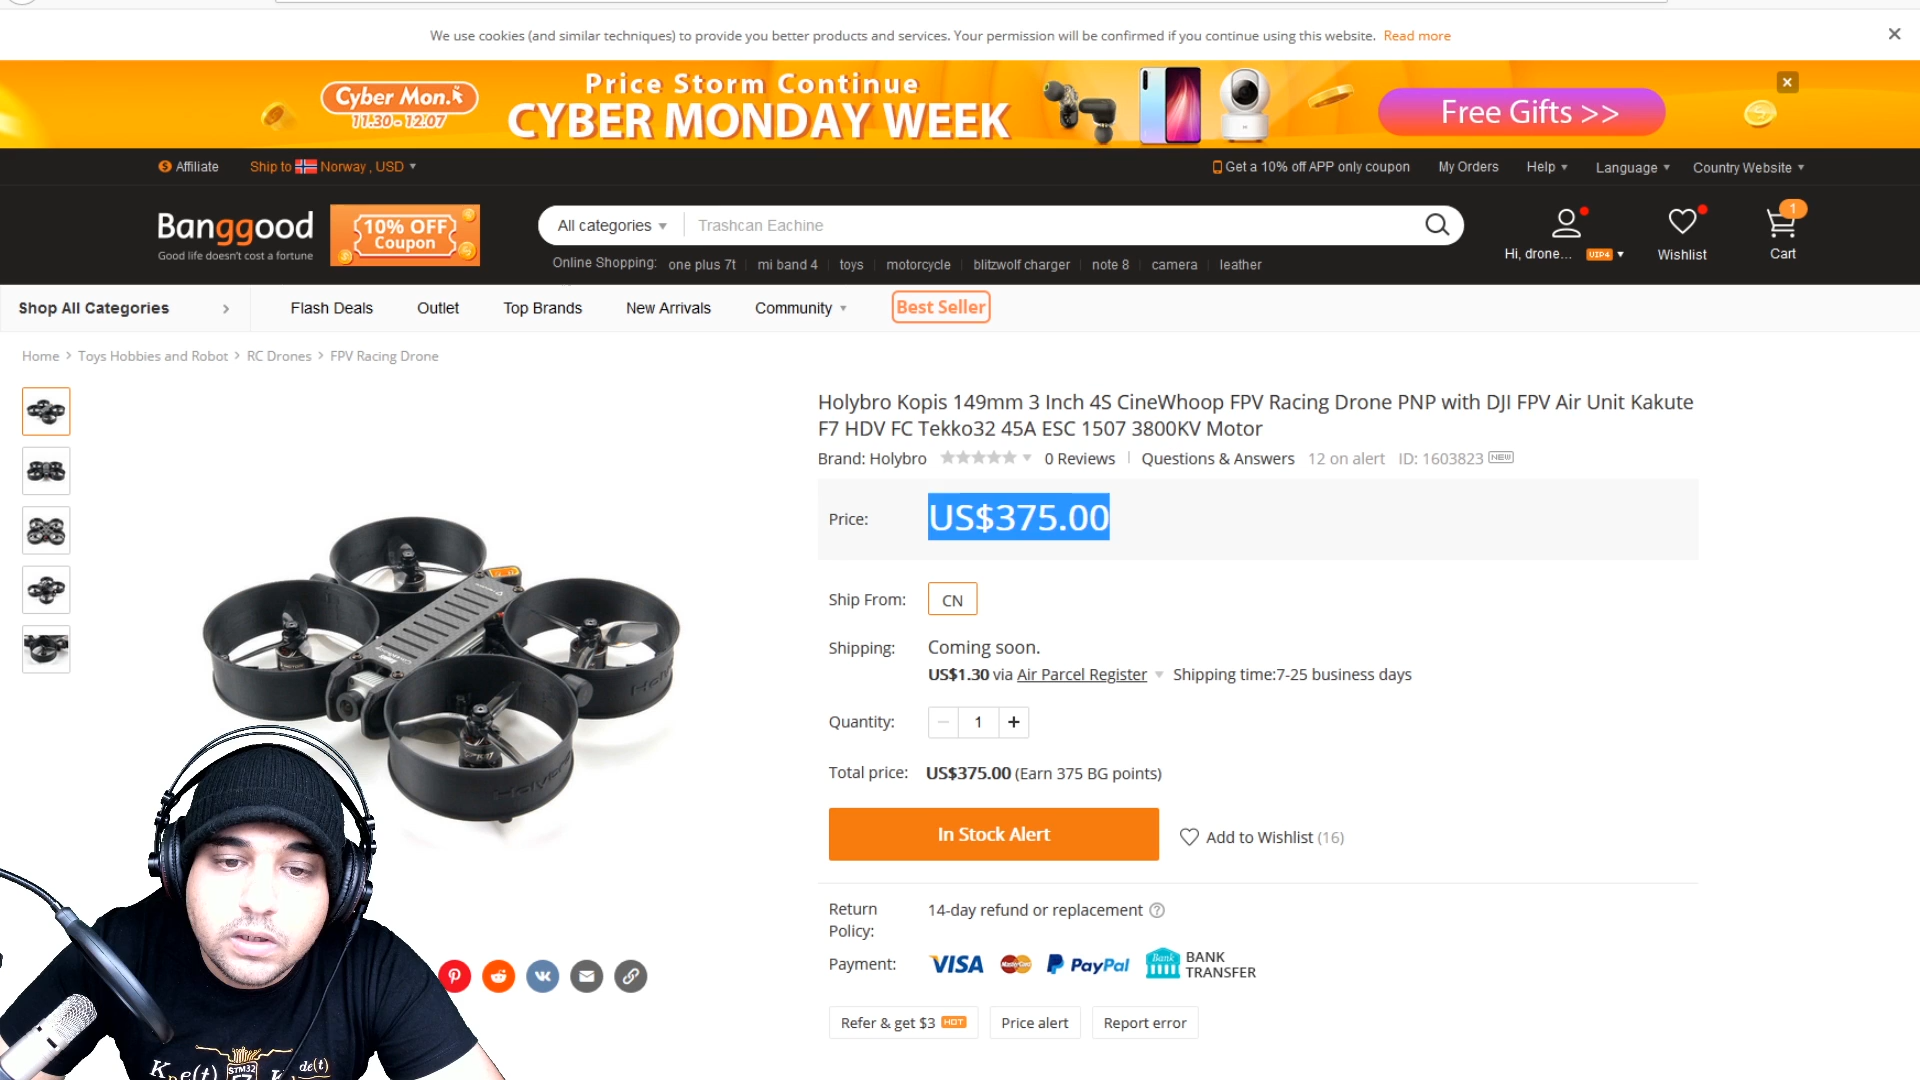 We use cookies (and similar techniques) to provide you better products and services. Your permission will be confirmed if you continue using this website. Read more
Cyber Mon.
11.30 - 12.07
Price Storm Continue
CYBER MONDAY WEEK
Free Gifts >>
Affiliate
Ship to Norway , USD
Get a 10% off APP only coupon
My Orders
Help
Language
Country Website
Banggood
Good life doesn't cost a fortune
10% OFF
Coupon
All categories
Trashcan Eachine
Online Shopping: one plus 7t mi band 4 toys motorcycle blitzwolf charger note 8 camera leather
Hi, drone...
VIP4
Wishlist
1
Cart
Shop All Categories
Flash Deals
Outlet
Top Brands
New Arrivals
Community
Best Seller
Home > Toys Hobbies and Robot > RC Drones > FPV Racing Drone
Holybro Kopis 149mm 3 Inch 4S CineWhoop FPV Racing Drone PNP with DJI FPV Air Unit Kakute
F7 HDV FC Tekko32 45A ESC 1507 3800KV Motor
Brand: Holybro
0 Reviews
Questions & Answers
12 on alert
ID: 1603823
NEW
Price: US$375.00
Ship From: CN
Shipping: Coming soon.
US$1.30 via Air Parcel Register
Shipping time:7-25 business days
Quantity: − 1 +
Total price: US$375.00 (Earn 375 BG points)
In Stock Alert
Add to Wishlist (16)
Return
Policy:
14-day refund or replacement
Payment: VISA MasterCard PayPal Bank BANK
TRANSFER
Refer & get $3 HOT
Price alert
Report error
de(t)
STM32
F7